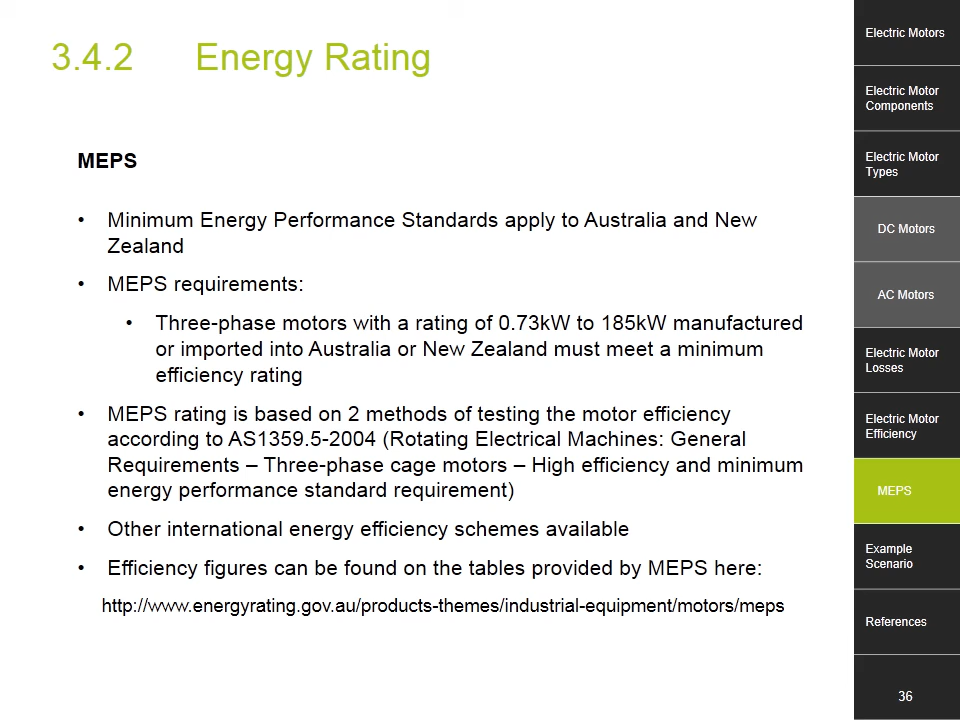 3.4.2 Energy Rating
MEPS
• Minimum Energy Performance Standards apply to Australia and New
Zealand
• MEPS requirements:
• Three-phase motors with a rating of 0.73kW to 185kW manufactured
or imported into Australia or New Zealand must meet a minimum
efficiency rating
• MEPS rating is based on 2 methods of testing the motor efficiency
according to AS1359.5-2004 (Rotating Electrical Machines: General
Requirements – Three-phase cage motors – High efficiency and minimum
energy performance standard requirement)
• Other international energy efficiency schemes available
• Efficiency figures can be found on the tables provided by MEPS here:
http://www.energyrating.gov.au/products-themes/industrial-equipment/motors/meps
Electric Motors
Electric Motor
Components
Electric Motor
Types
DC Motors
AC Motors
Electric Motor
Losses
Electric Motor
Efficiency
MEPS
Example
Scenario
References
36